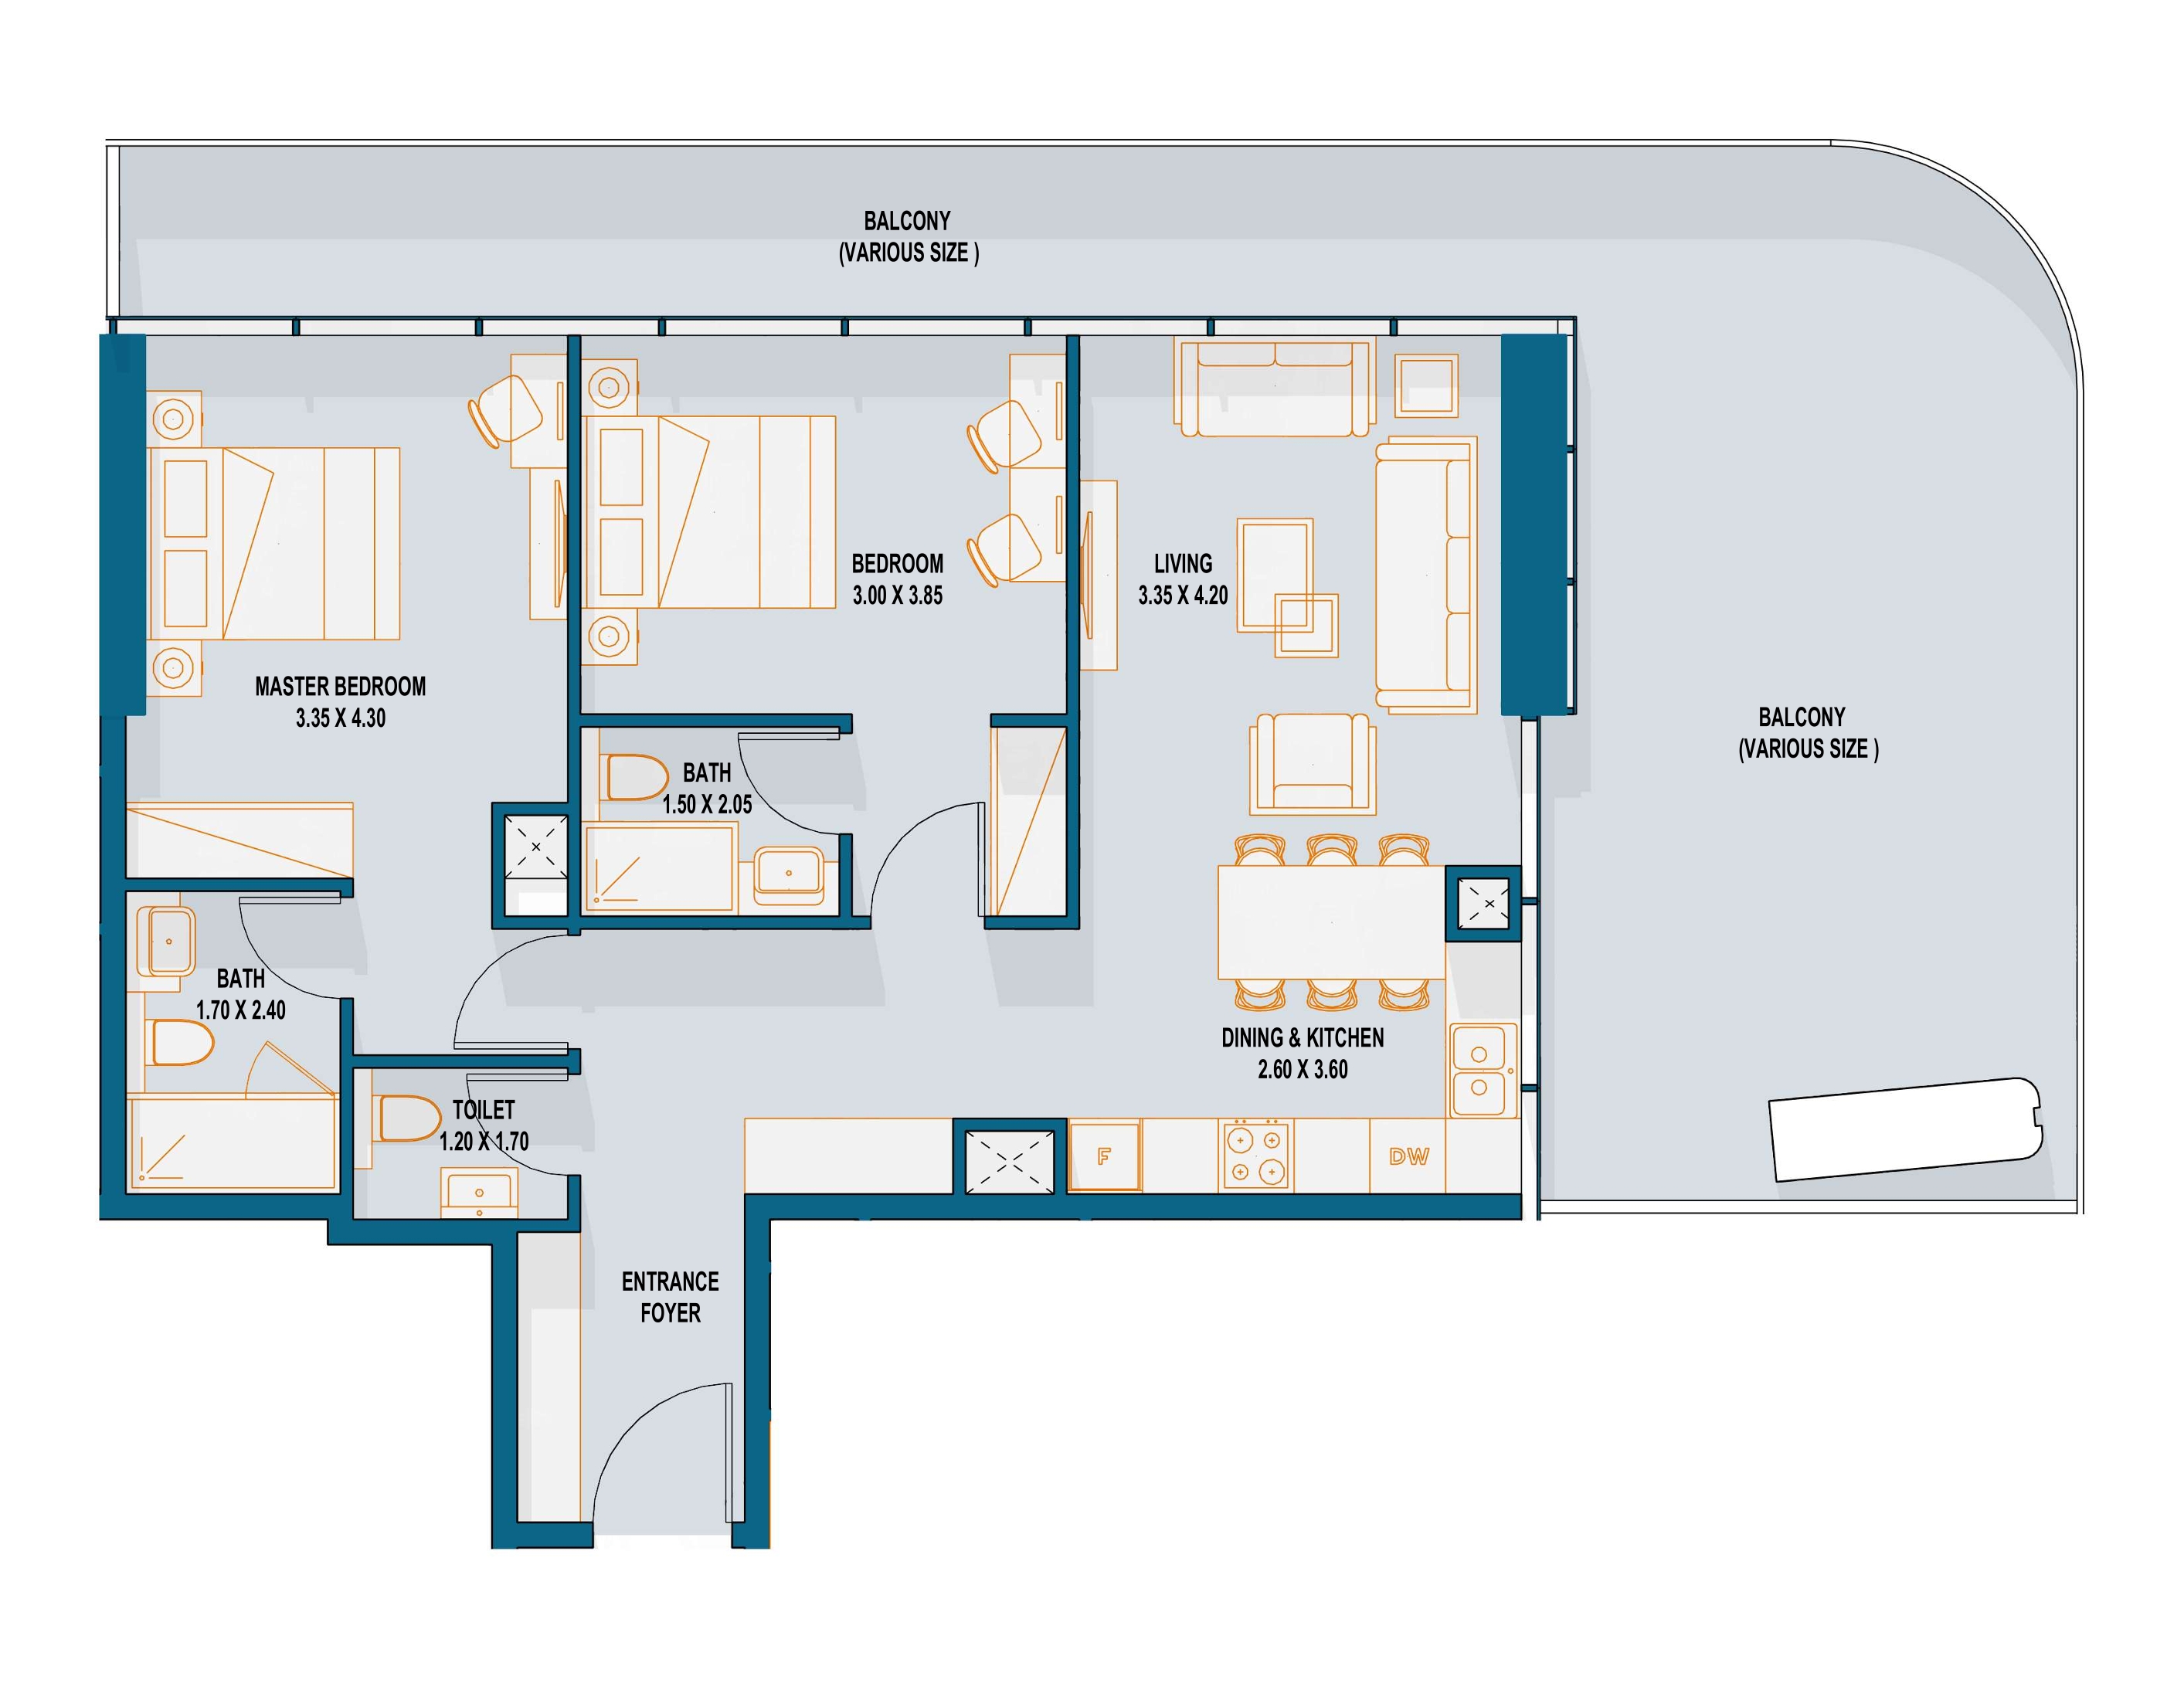 BALCONY
(VARIOUS SIZE )
BEDROOM
3.00 X 3.85
LIVING
3.35 X 4.20
MASTER BEDROOM
3.35 X 4.30
BALCONY
(VARIOUS SIZE )
BATH
1.50 X 2.05
BATH
1.70 X 2.40
DINING & KITCHEN
2.60 X 3.60
TOILET
1.20 X 1.70
F
DW
ENTRANCE
FOYER